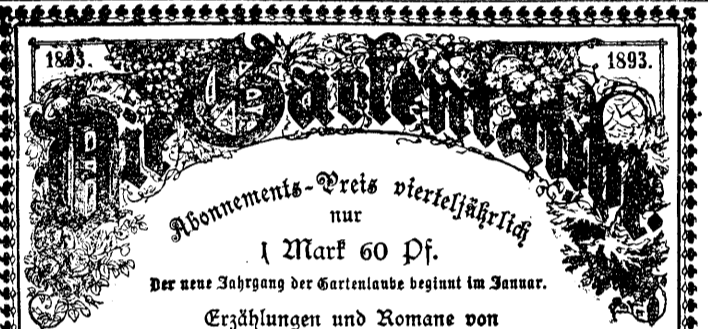 1893. 1893.
Die Gartenlaube.
Abonnements-Preis vierteljährlich
nur
1 Mark 60 Pf.
Der neue Jahrgang der Gartenlaube beginnt im Januar.
Erzählungen und Romane von